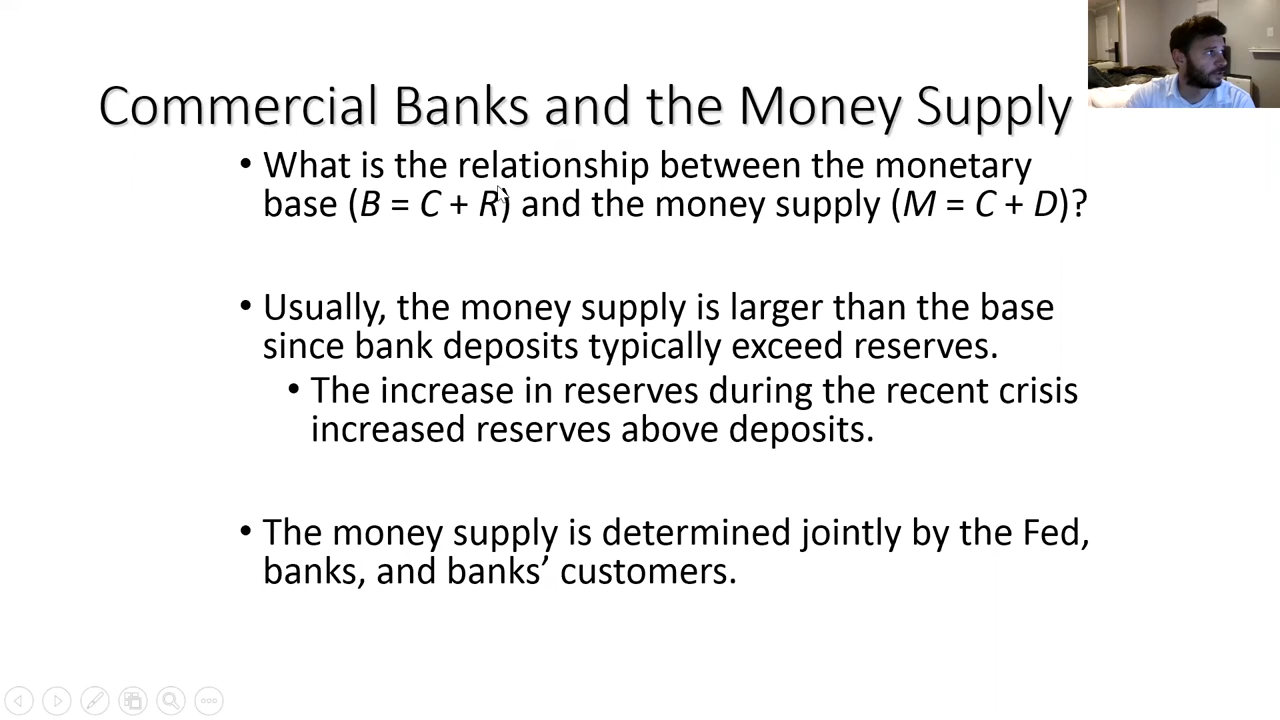 Commercial Banks and the Money Supply
• What is the relationship between the monetary
base (B = C + R) and the money supply (M = C + D)?
• Usually, the money supply is larger than the base
since bank deposits typically exceed reserves.
• The increase in reserves during the recent crisis
increased reserves above deposits.
• The money supply is determined jointly by the Fed,
banks, and banks’ customers.